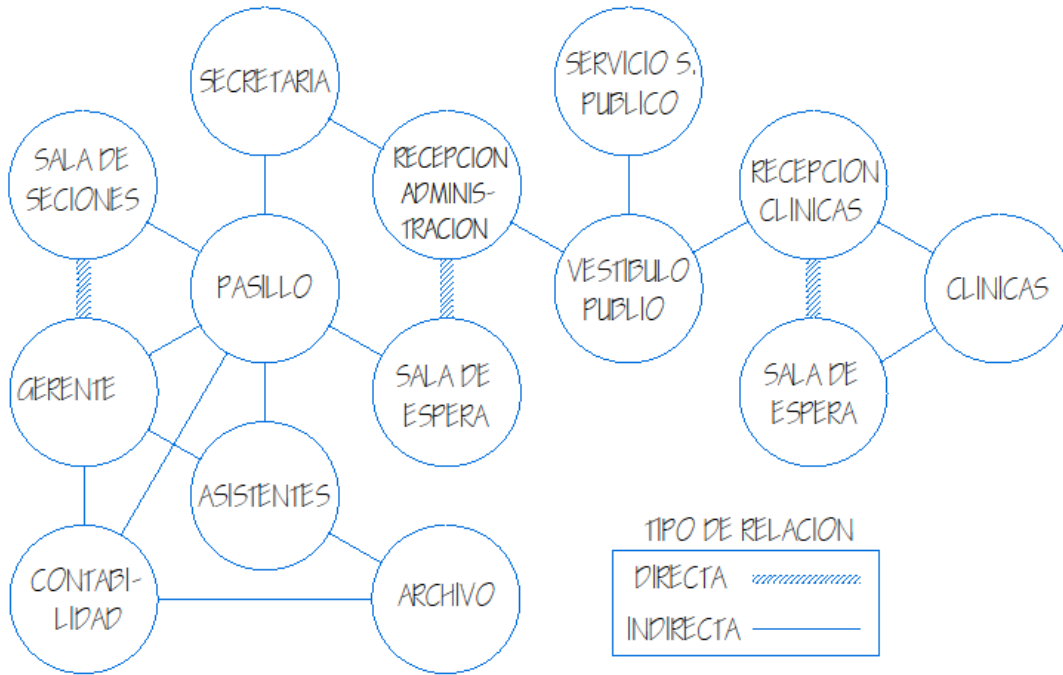 SERVICIO S.
PUBLICO
SECRETARIA
SALA DE
SECIONES
RECEPCION
ADMINIS-
TRACION
RECEPCION
CLINICAS
PASILLO
VESTIBULO
PUBLIO
CLINICAS
GERENTE
SALA DE
ESPERA
SALA DE
ESPERA
ASISTENTES
CONTABI-
LIDAD
ARCHIVO
TIPO DE RELACION
DIRECTA
INDIRECTA